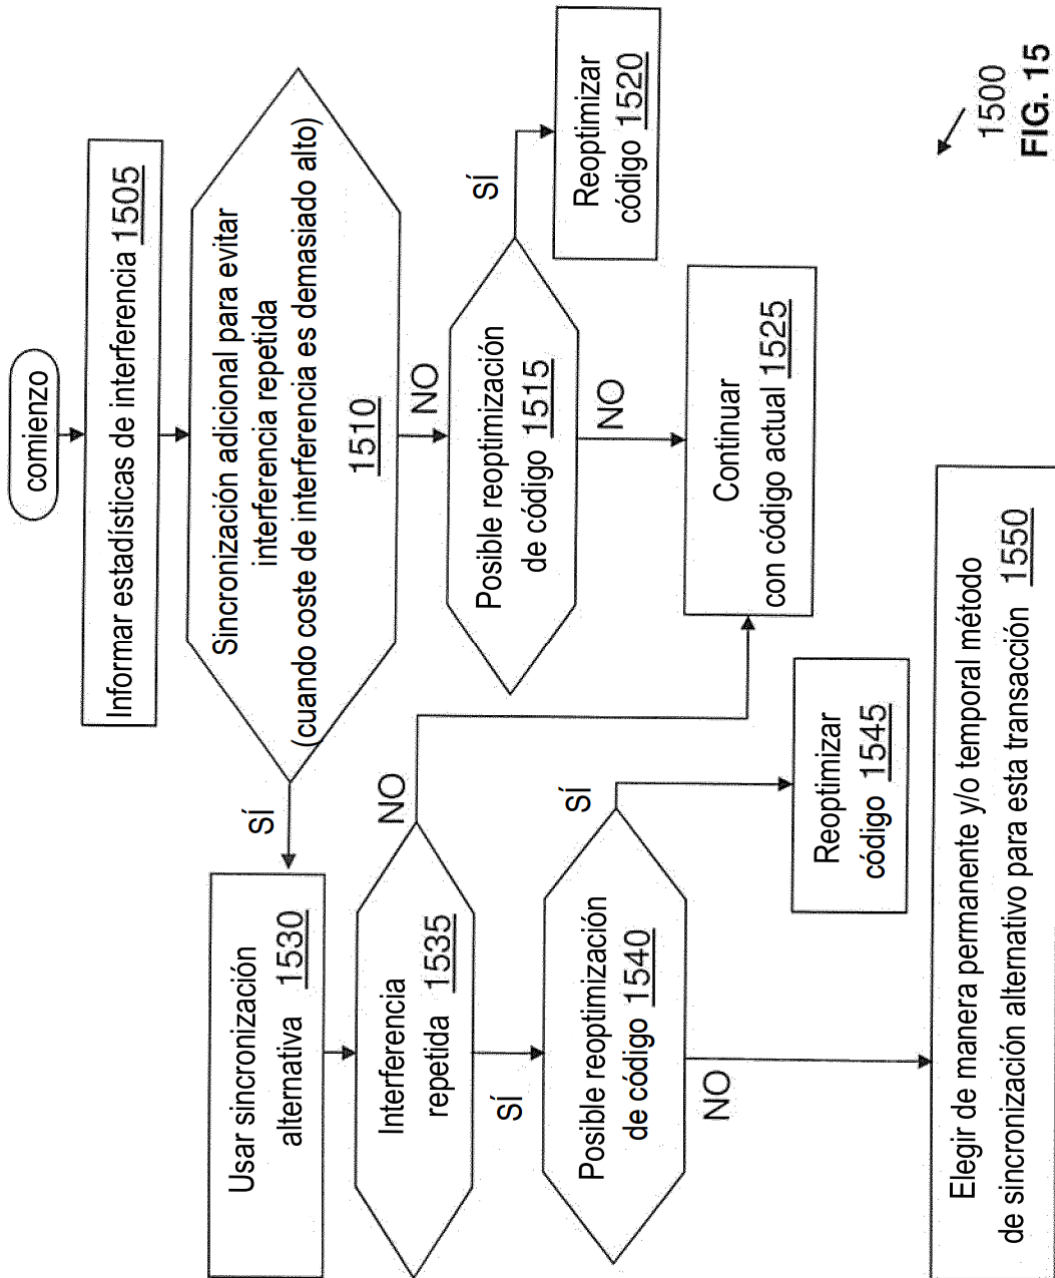 comienzo
Informar estadísticas de interferencia 1505
Sincronización adicional para evitar
interferencia repetida
(cuando coste de interferencia es demasiado alto)
1510
SÍ
NO
Posible reoptimización
de código 1515
SÍ
Reoptimizar
código 1520
NO
Continuar
con código actual 1525
Usar sincronización
alternativa 1530
Interferencia
repetida 1535
NO
SÍ
Posible reoptimización
de código 1540
SÍ
Reoptimizar
código 1545
NO
Elegir de manera permanente y/o temporal método
de sincronización alternativo para esta transacción 1550
1500
FIG. 15